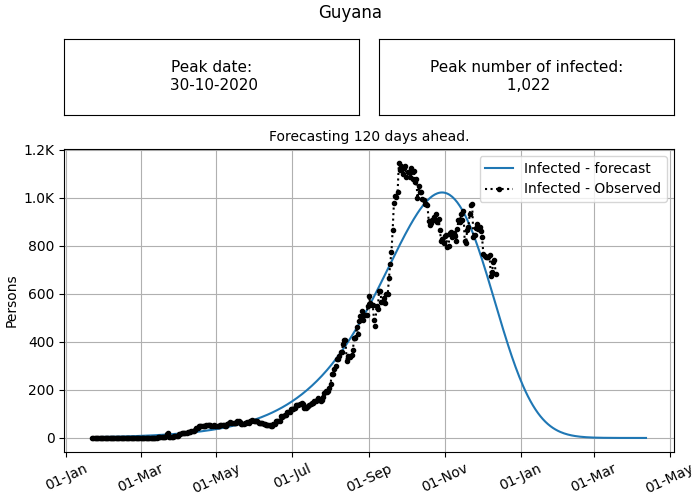 Guyana
Peak date:
30-10-2020
Peak number of infected:
1,022
Forecasting 120 days ahead.
1.2K
1.0K
800
600
400
200
0
Persons
Infected - forecast
Infected - Observed
01-Jan
01-Mar
01-May
01-Jul
01-Sep
01-Nov
01-Jan
01-Mar
01-May